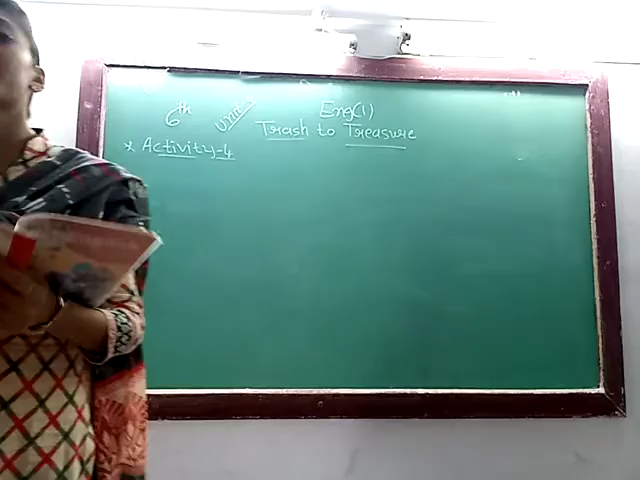 6th Unit- Eng(1)
Trash to Treasure
* Activity-4